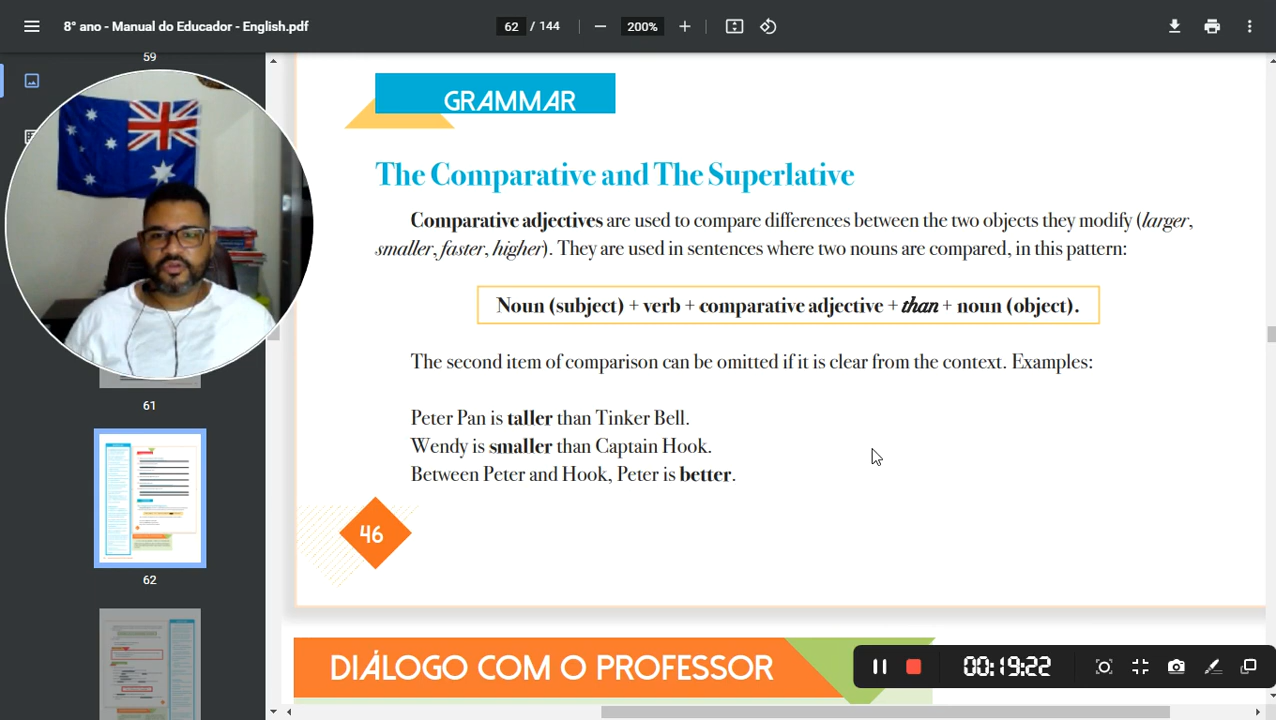 8° ano - Manual do Educador - English.pdf
62 / 144
200%
59
GRAMMAR
The Comparative and The Superlative
Comparative adjectives are used to compare differences between the two objects they modify (larger,
smaller, faster, higher). They are used in sentences where two nouns are compared, in this pattern:
Noun (subject) + verb + comparative adjective + than + noun (object).
The second item of comparison can be omitted if it is clear from the context. Examples:
61
Peter Pan is taller than Tinker Bell.
Wendy is smaller than Captain Hook.
Between Peter and Hook, Peter is better.
46
62
DIÁLOGO COM O PROFESSOR
00:19:22